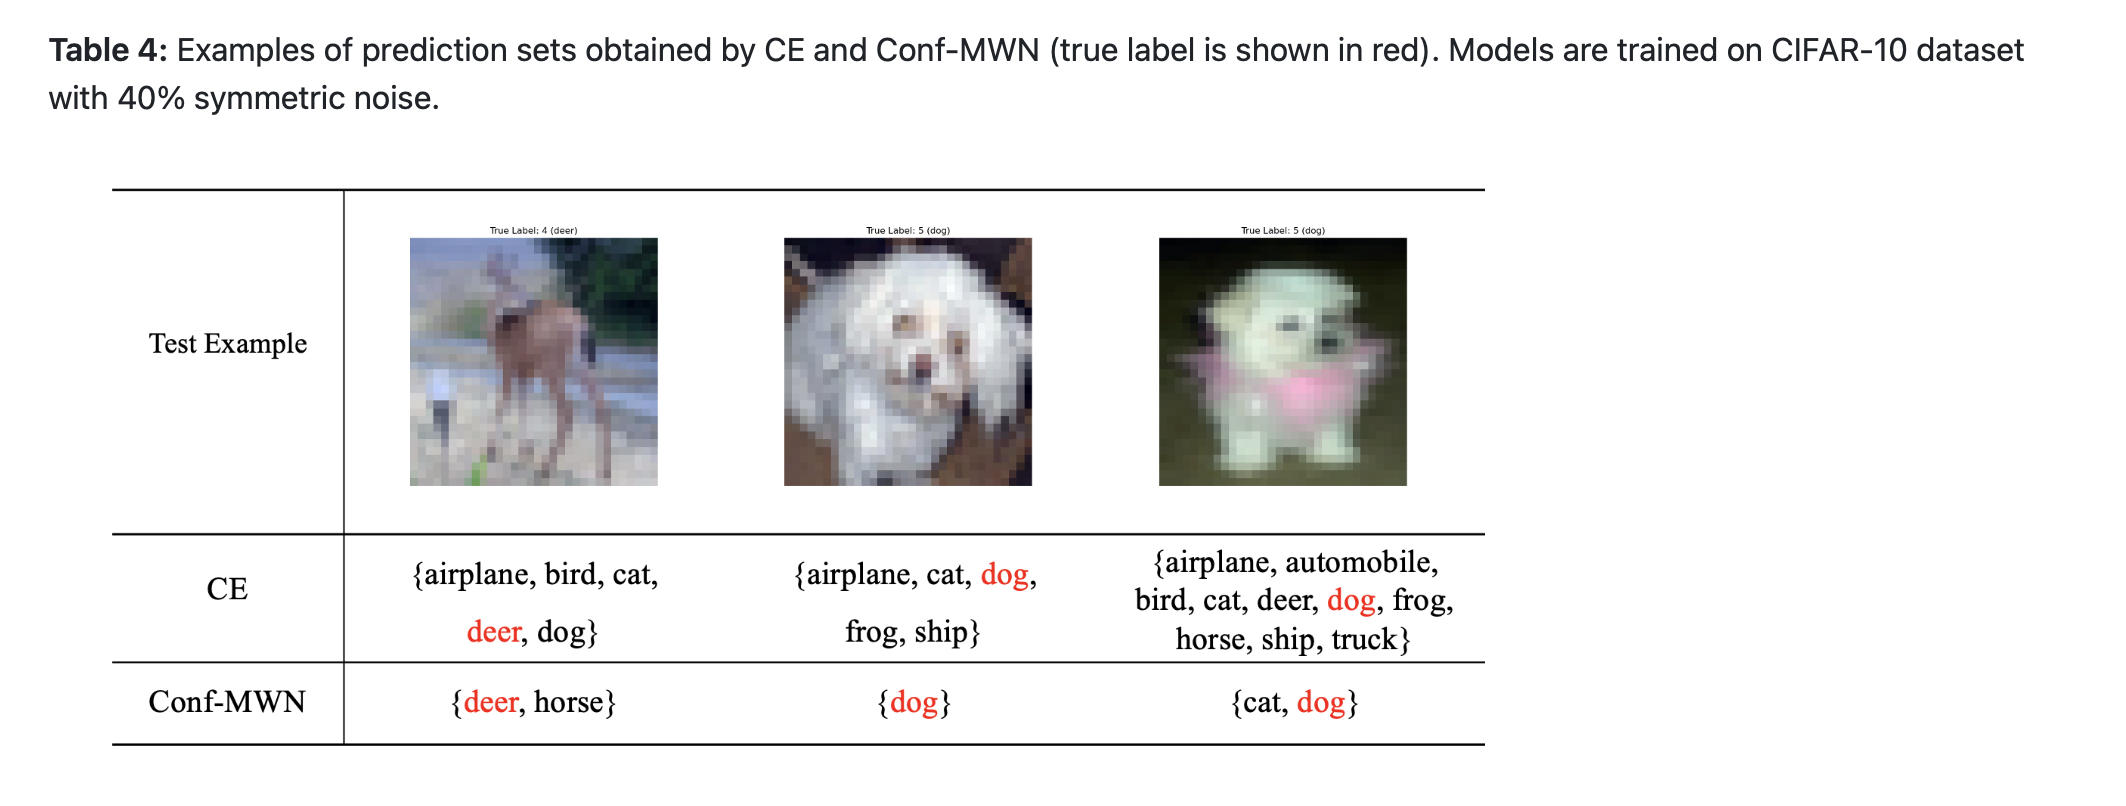 Table 4: Examples of prediction sets obtained by CE and Conf-MWN (true label is shown in red). Models are trained on CIFAR-10 dataset
with 40% symmetric noise.
True Label: 4 (deer)
True Label: 5 (dog)
True Label: 5 (dog)
Test Example
CE
{airplane, bird, cat,
deer, dog}
{airplane, cat, dog,
frog, ship}
{airplane, automobile,
bird, cat, deer, dog, frog,
horse, ship, truck}
Conf-MWN
{deer, horse}
{dog}
{cat, dog}